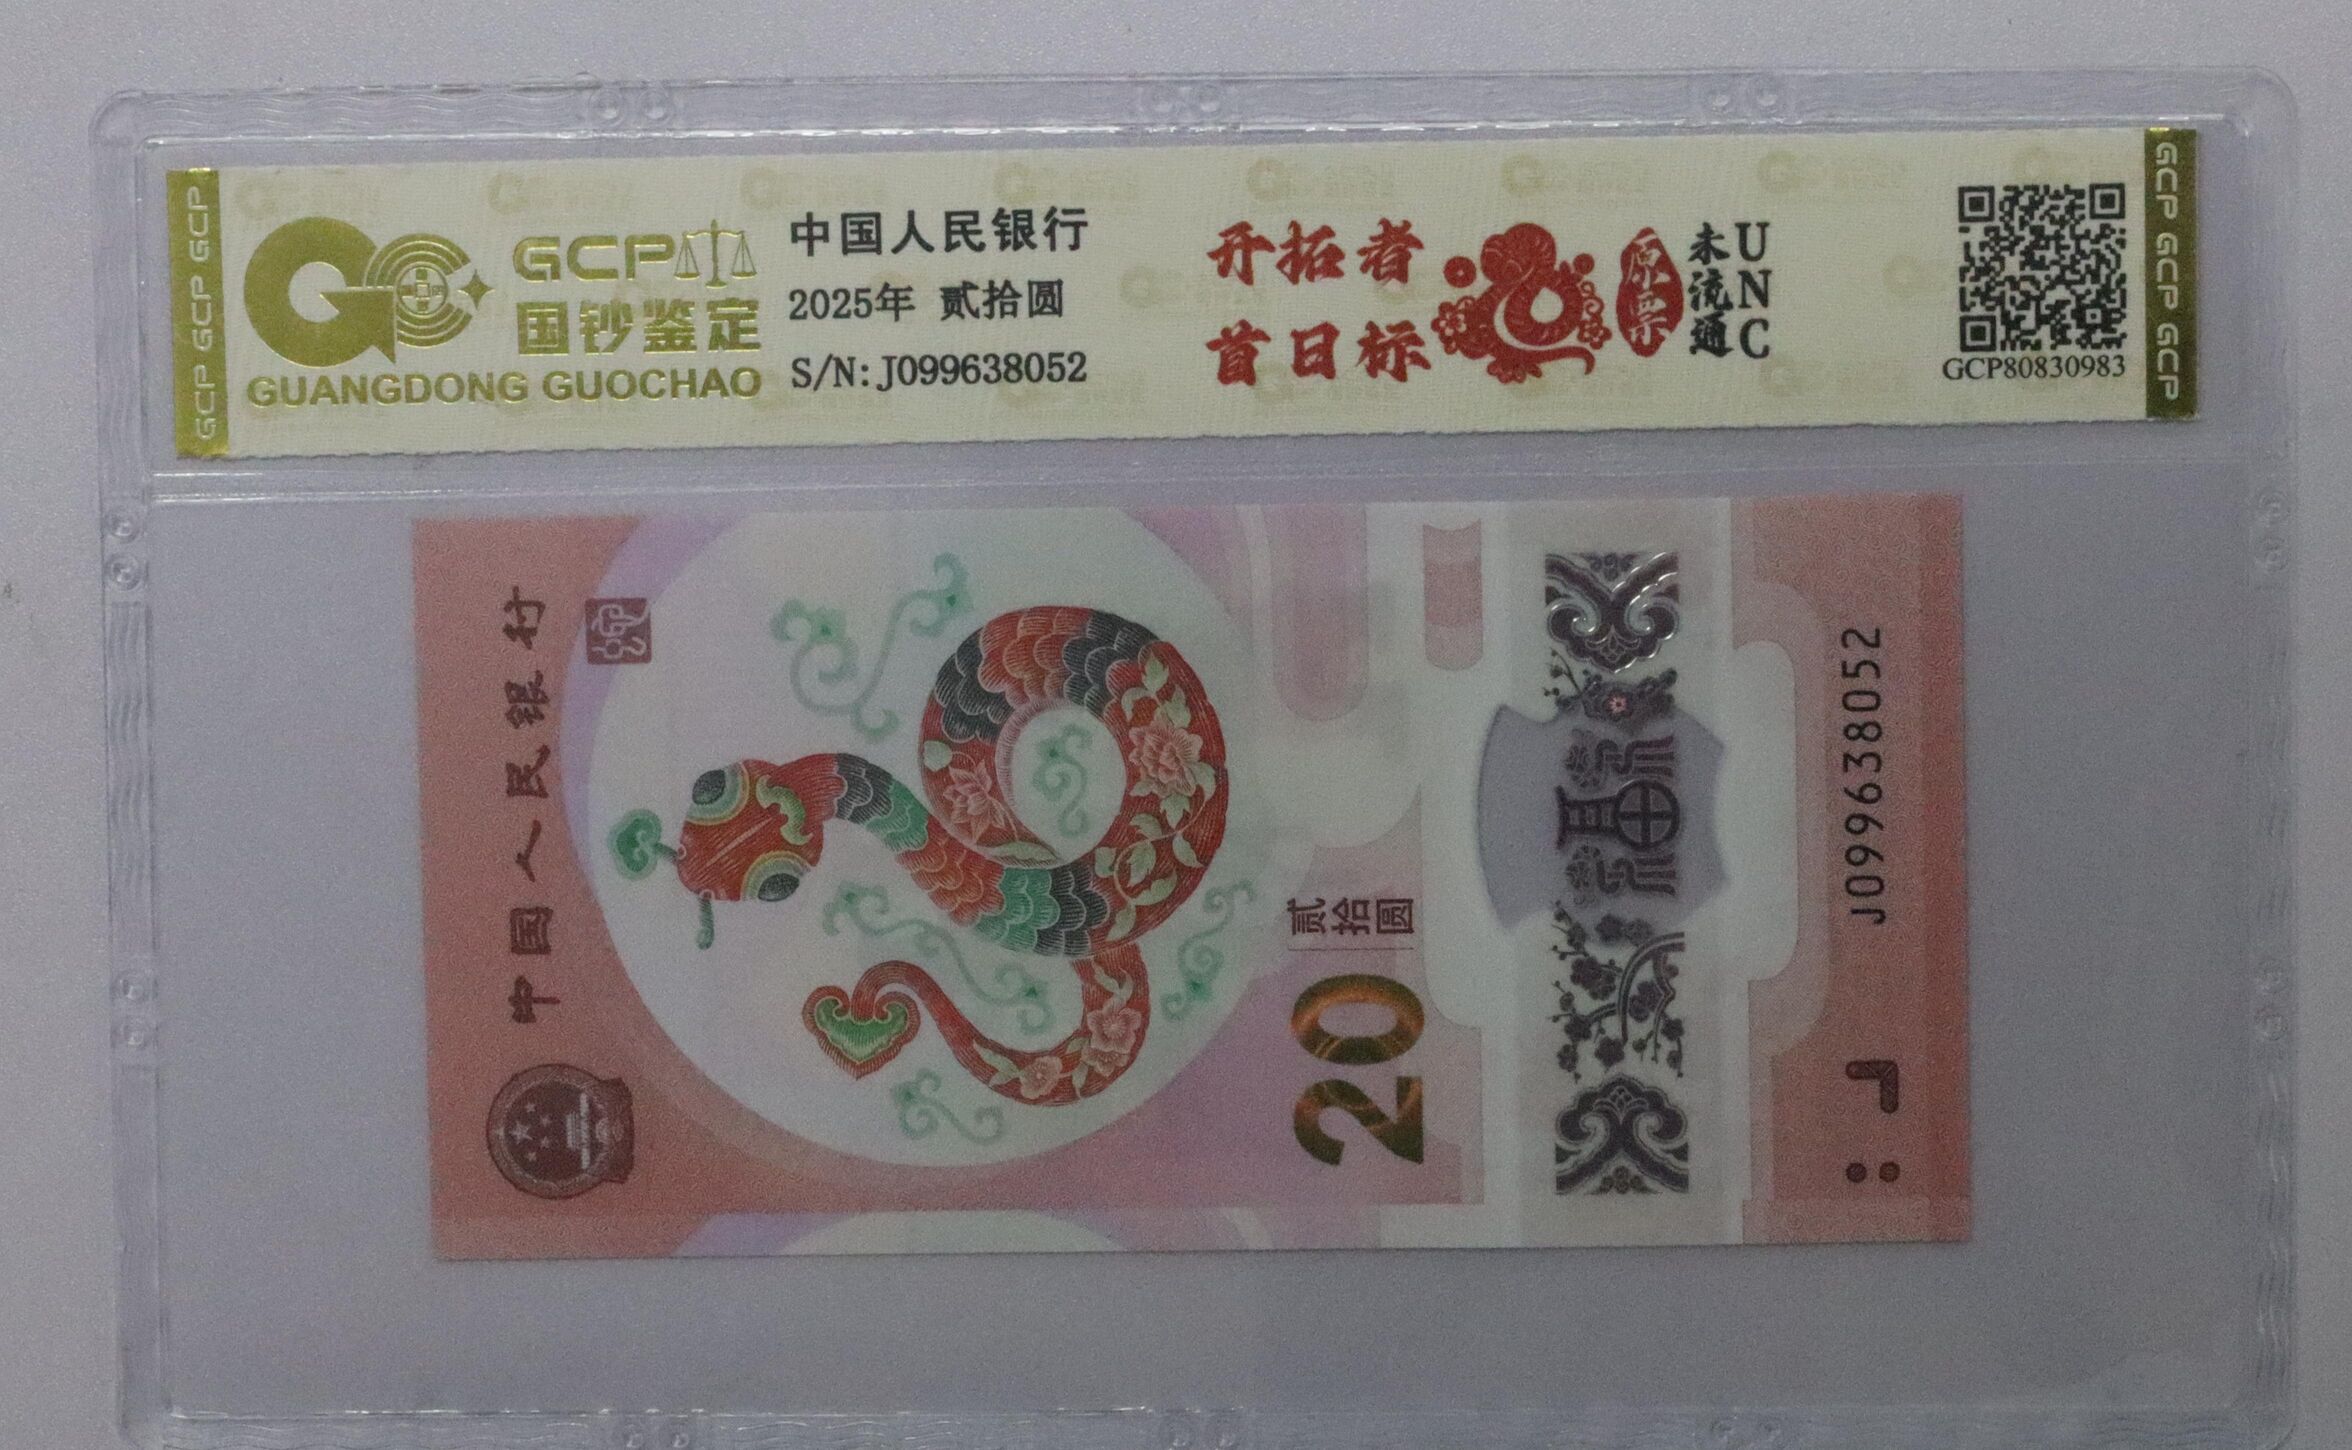 GCP GCP GCP
GCP
国钞鉴定
GUANGDONG GUOCHAO
中国人民银行
2025年 贰拾圆
S/N: J099638052
开拓者
首日标
原票
未流通
UNC
GCP80830983
GCP GCP GCP
中国人民银行
蛇
贰拾圆
20
福
J099638052